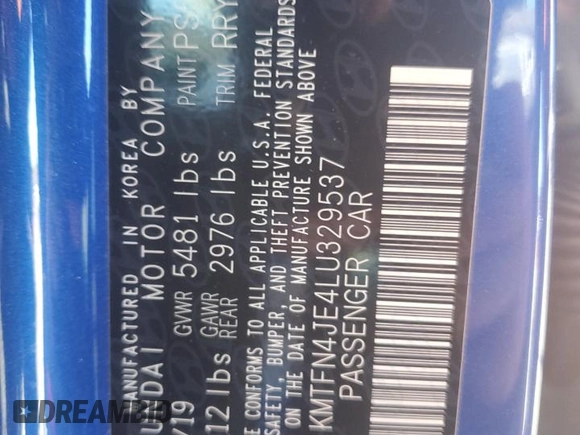 MANUFACTURED IN KOREA BY
MOTOR COMPANY
/19 GVWR 5481 lbs PAINT PS
12 lbs GAWR REAR 2976 lbs TRIM RRY
CONFORMS TO ALL APPLICABLE U.S.A. FEDERAL
SAFETY, BUMPER, AND THEFT PREVENTION STANDARDS
ON THE DATE OF MANUFACTURE SHOWN ABOVE
KMTFN4JE4LU329537
PASSENGER CAR
DREAMBID